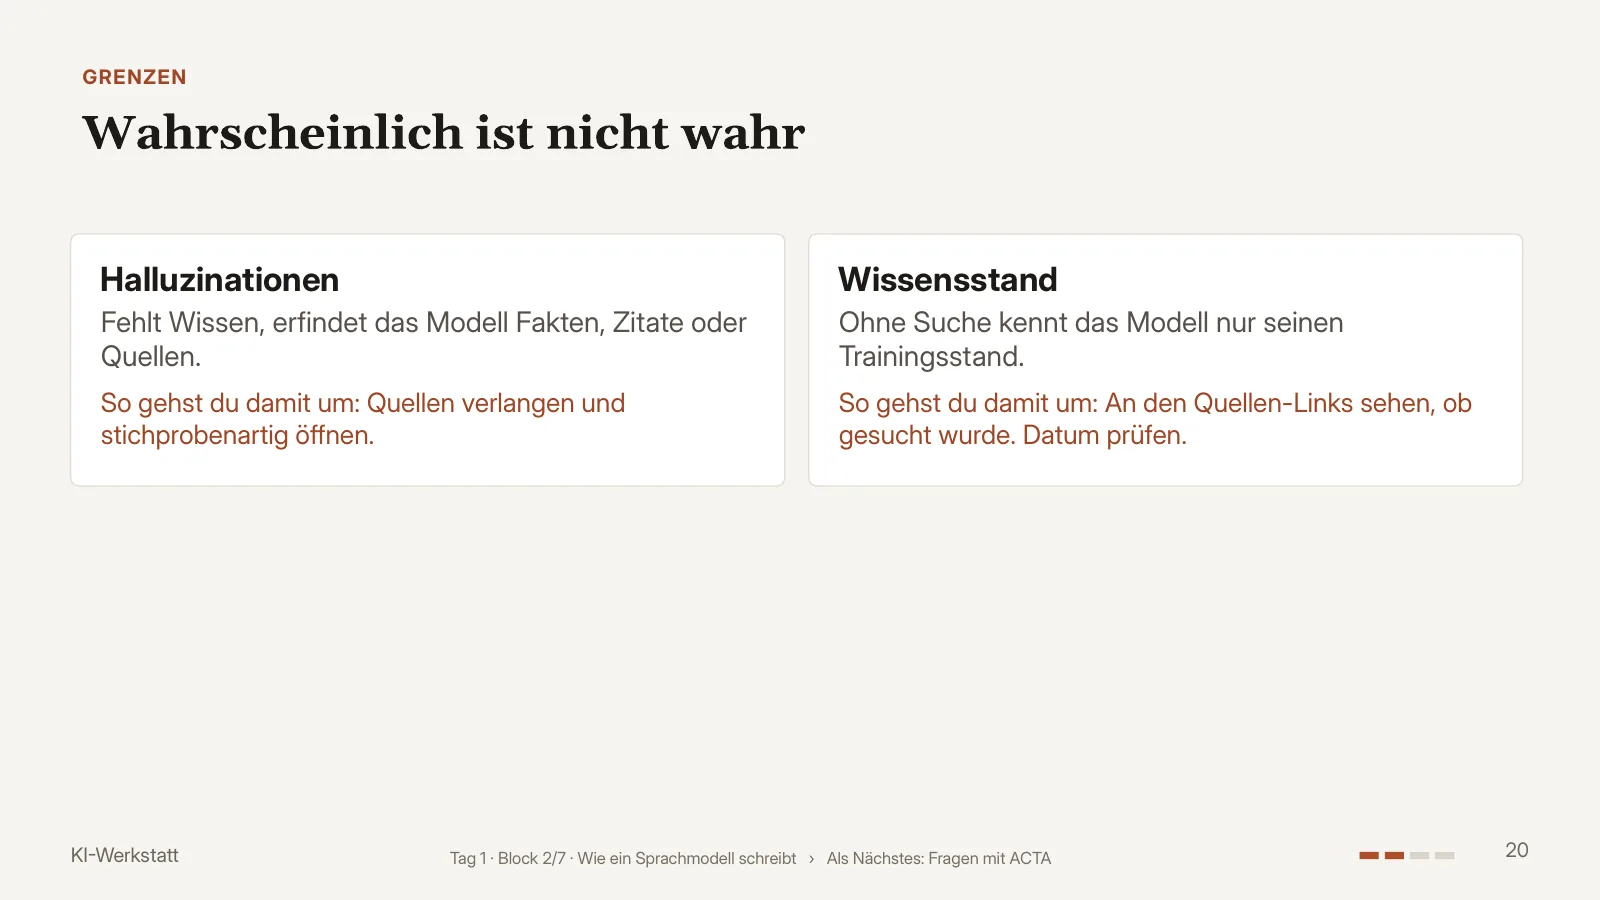 GRENZEN
Wahrscheinlich ist nicht wahr
Halluzinationen
Fehlt Wissen, erfindet das Modell Fakten, Zitate oder
Quellen.
So gehst du damit um: Quellen verlangen und
stichprobenartig öffnen.
Wissensstand
Ohne Suche kennt das Modell nur seinen
Trainingsstand.
So gehst du damit um: An den Quellen-Links sehen, ob
gesucht wurde. Datum prüfen.
KI-Werkstatt
Tag 1 · Block 2/7 · Wie ein Sprachmodell schreibt › Als Nächstes: Fragen mit ACTA
20